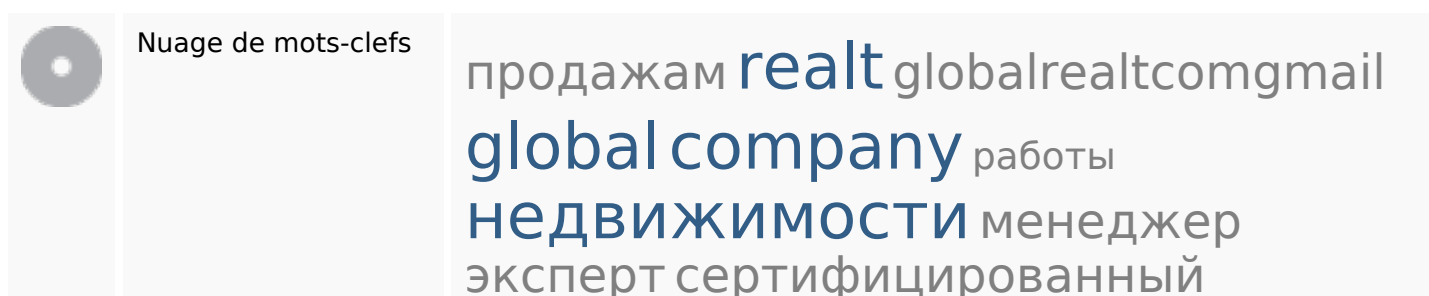 Nuage de mots-clefs
продажам realt globalrealtcomgmail
global company работы
недвижимости менеджер
эксперт сертифицированный